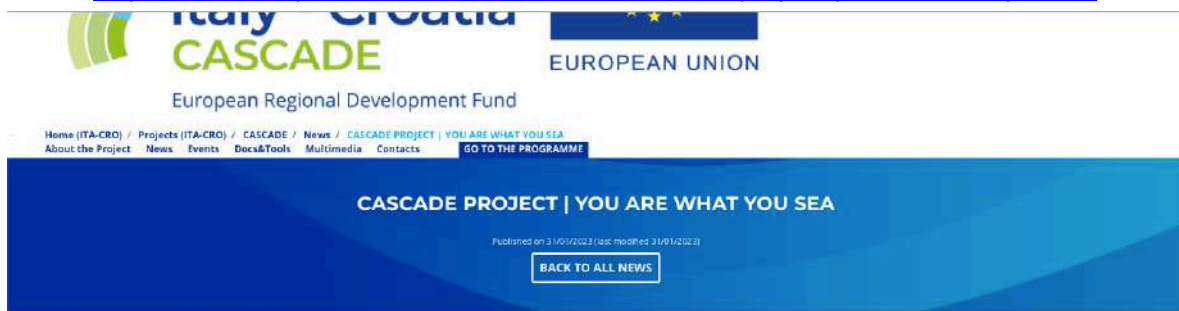 Italy - Croatia
CASCADE
EUROPEAN UNION
European Regional Development Fund
Home (ITA-CRO) / Projects (ITA-CRO) / CASCADE / News / CASCADE PROJECT | YOU ARE WHAT YOU SEA
About the Project News Events Docs&Tools Multimedia Contacts GO TO THE PROGRAMME
CASCADE PROJECT | YOU ARE WHAT YOU SEA
Published on 31/01/2023 (last modified 31/01/2023)
BACK TO ALL NEWS